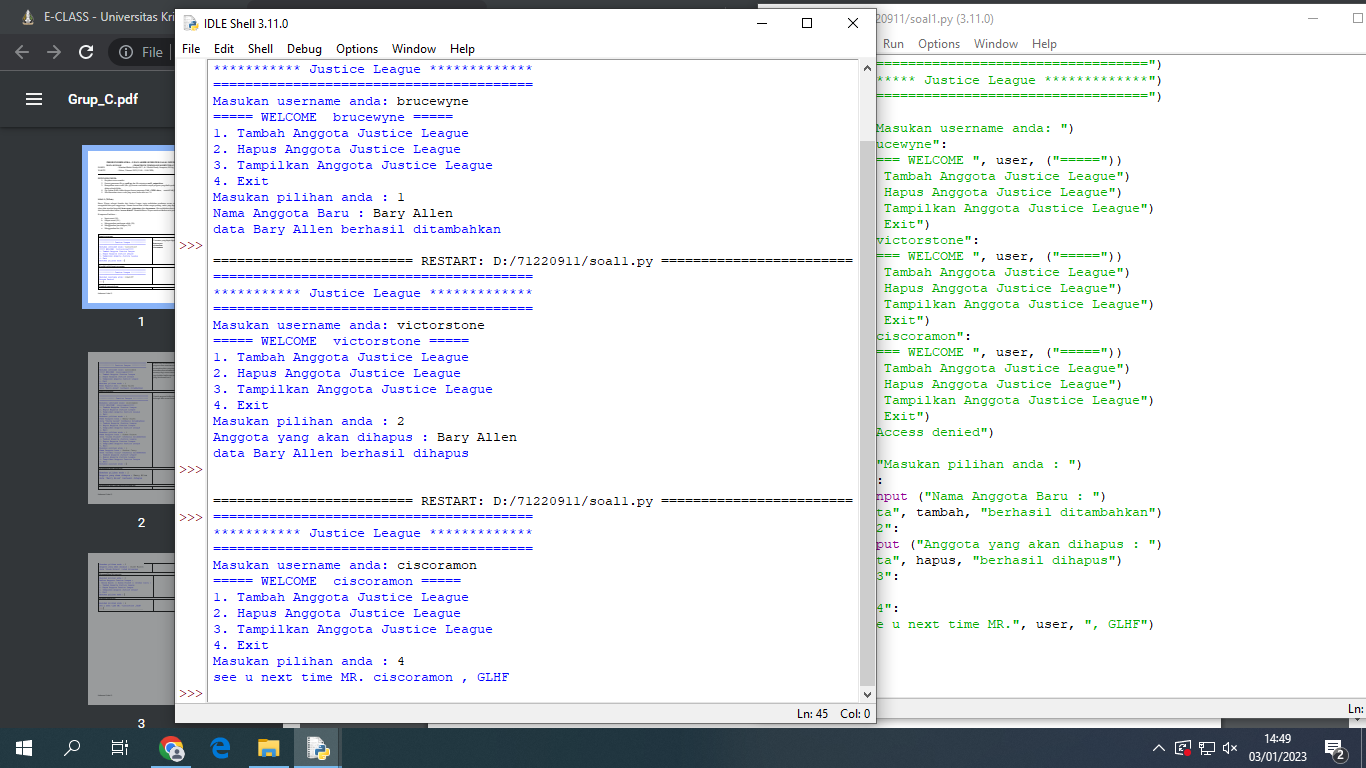 E-CLASS - Universitas Kri
File
Grup_C.pdf
1
2
3
IDLE Shell 3.11.0
File Edit Shell Debug Options Window Help
*********** Justice League *************
========================================
Masukan username anda: brucewyne
===== WELCOME  brucewyne =====
1. Tambah Anggota Justice League
2. Hapus Anggota Justice League
3. Tampilkan Anggota Justice League
4. Exit
Masukan pilihan anda : 1
Nama Anggota Baru : Bary Allen
data Bary Allen berhasil ditambahkan
>>>
========================= RESTART: D:/71220911/soal1.py ========================
========================================
*********** Justice League *************
========================================
Masukan username anda: victorstone
===== WELCOME  victorstone =====
1. Tambah Anggota Justice League
2. Hapus Anggota Justice League
3. Tampilkan Anggota Justice League
4. Exit
Masukan pilihan anda : 2
Anggota yang akan dihapus : Bary Allen
data Bary Allen berhasil dihapus
>>>
========================= RESTART: D:/71220911/soal1.py ========================
>>> ========================================
*********** Justice League *************
========================================
Masukan username anda: ciscoramon
===== WELCOME  ciscoramon =====
1. Tambah Anggota Justice League
2. Hapus Anggota Justice League
3. Tampilkan Anggota Justice League
4. Exit
Masukan pilihan anda : 4
see u next time MR. ciscoramon , GLHF
>>>
Ln: 45 Col: 0
20911/soal1.py (3.11.0)
Run Options Window Help
==================================")
***** Justice League *************")
==================================")
Masukan username anda: ")
ucewyne":
=== WELCOME ", user, ("====="))
Tambah Anggota Justice League")
Hapus Anggota Justice League")
Tampilkan Anggota Justice League")
Exit")
victorstone":
=== WELCOME ", user, ("====="))
Tambah Anggota Justice League")
Hapus Anggota Justice League")
Tampilkan Anggota Justice League")
Exit")
ciscoramon":
=== WELCOME ", user, ("====="))
Tambah Anggota Justice League")
Hapus Anggota Justice League")
Tampilkan Anggota Justice League")
Exit")
Access denied")
"Masukan pilihan anda : ")
:
nput ("Nama Anggota Baru : ")
ta", tambah, "berhasil ditambahkan")
2":
put ("Anggota yang akan dihapus : ")
ta", hapus, "berhasil dihapus")
3":
4":
e u next time MR.", user, ", GLHF")
Ln:
14:49
03/01/2023
2